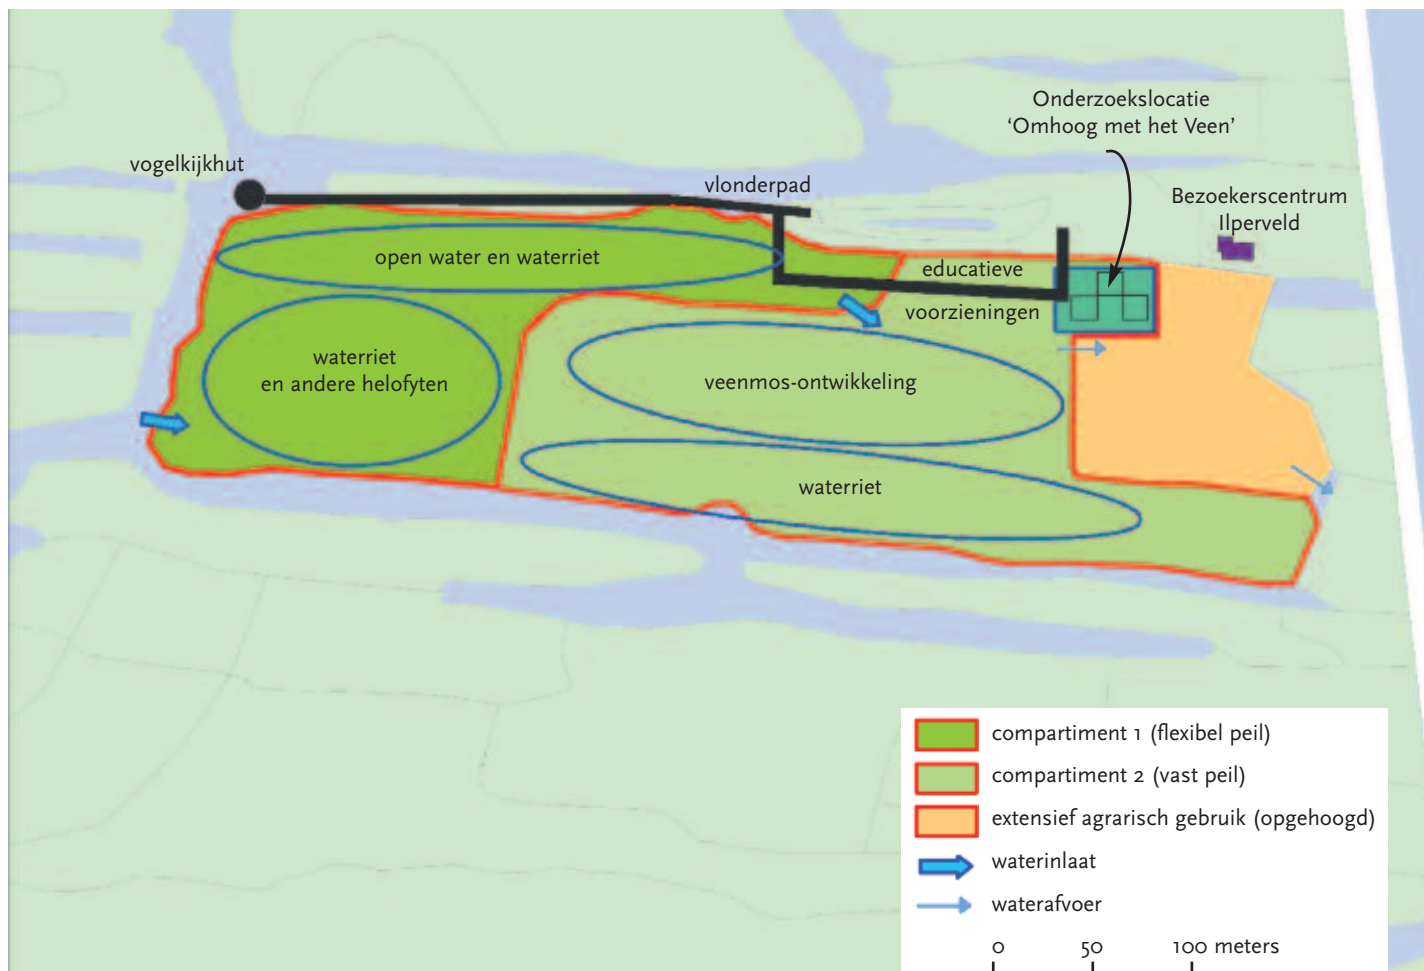 Onderzoekslocatie
‘Omhoog met het Veen’
vogelkijkhut
vlonderpad
Bezoekerscentrum
Ilperveld
open water en waterriet
educatieve
voorzieningen
waterriet
en andere helofyten
veenmos-ontwikkeling
waterriet
compartiment 1 (flexibel peil)
compartiment 2 (vast peil)
extensief agrarisch gebruik (opgehoogd)
waterinlaat
waterafvoer
0 50 100 meters